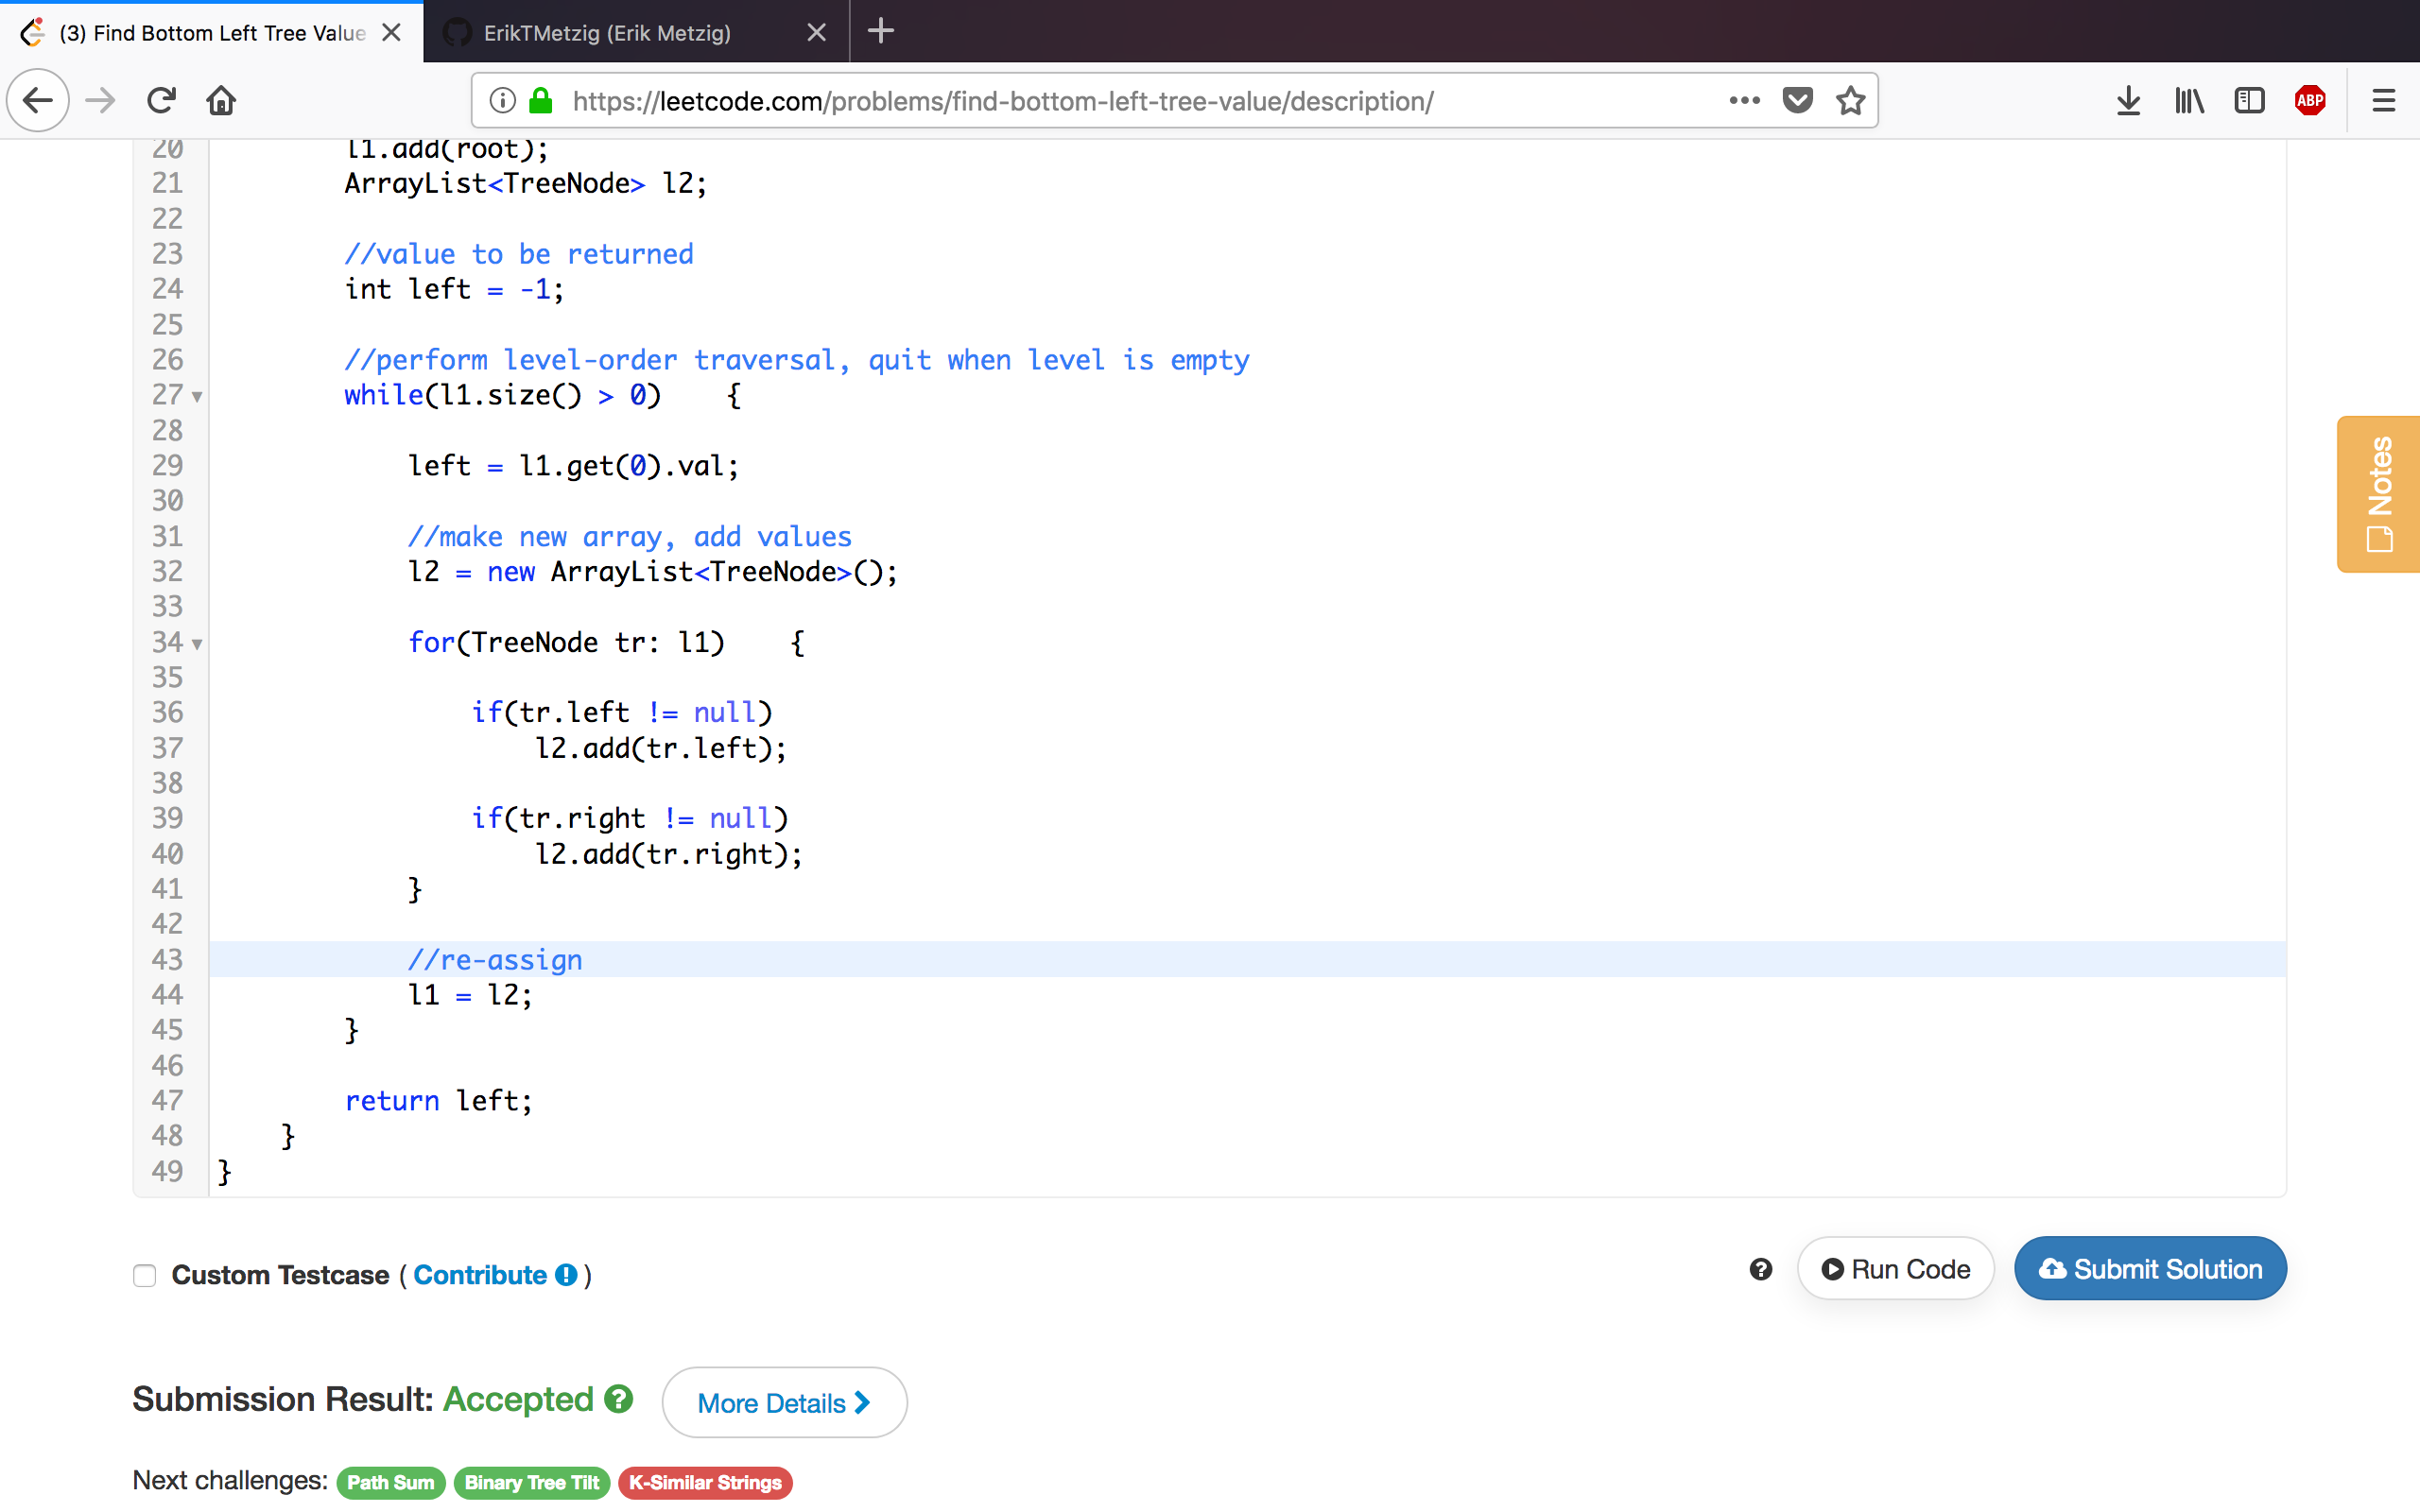 (3) Find Bottom Left Tree Value
ErikTMetzig (Erik Metzig)
https://leetcode.com/problems/find-bottom-left-tree-value/description/
ABP
20 l1.add(root);
21 ArrayList<TreeNode> l2;
22
23 //value to be returned
24 int left = -1;
25
26 //perform level-order traversal, quit when level is empty
27 while(l1.size() > 0)    {
28
29 left = l1.get(0).val;
30
31 //make new array, add values
32 l2 = new ArrayList<TreeNode>();
33
34 for(TreeNode tr: l1)    {
35
36 if(tr.left != null)
37 l2.add(tr.left);
38
39 if(tr.right != null)
40 l2.add(tr.right);
41 }
42
43 //re-assign
44 l1 = l2;
45 }
46
47 return left;
48 }
49 }
Notes
Custom Testcase ( Contribute ! )
? Run Code Submit Solution
Submission Result: Accepted ? More Details
Next challenges: Path Sum Binary Tree Tilt K-Similar Strings